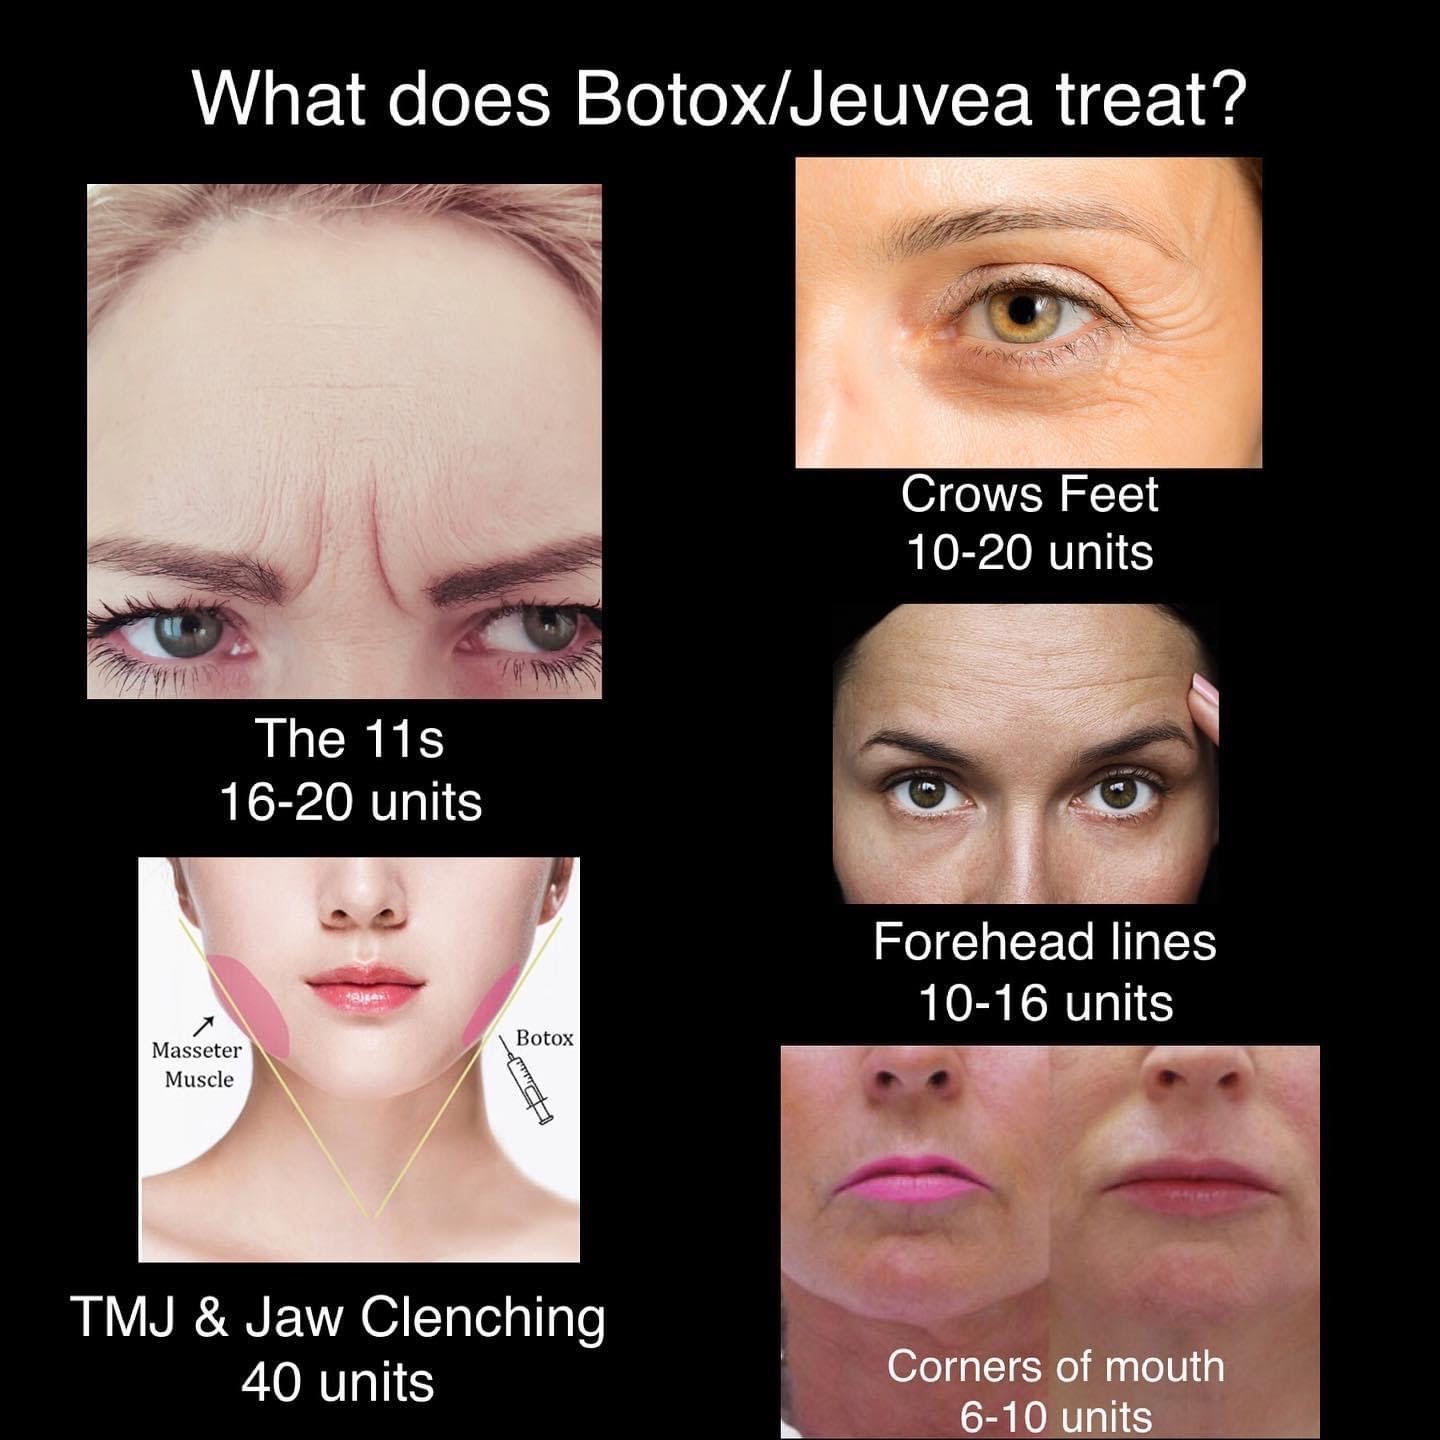 What does Botox/Jeuvea treat?
The 11s
16-20 units
Crows Feet
10-20 units
Forehead lines
10-16 units
Masseter
Muscle
Botox
TMJ & Jaw Clenching
40 units
Corners of mouth
6-10 units